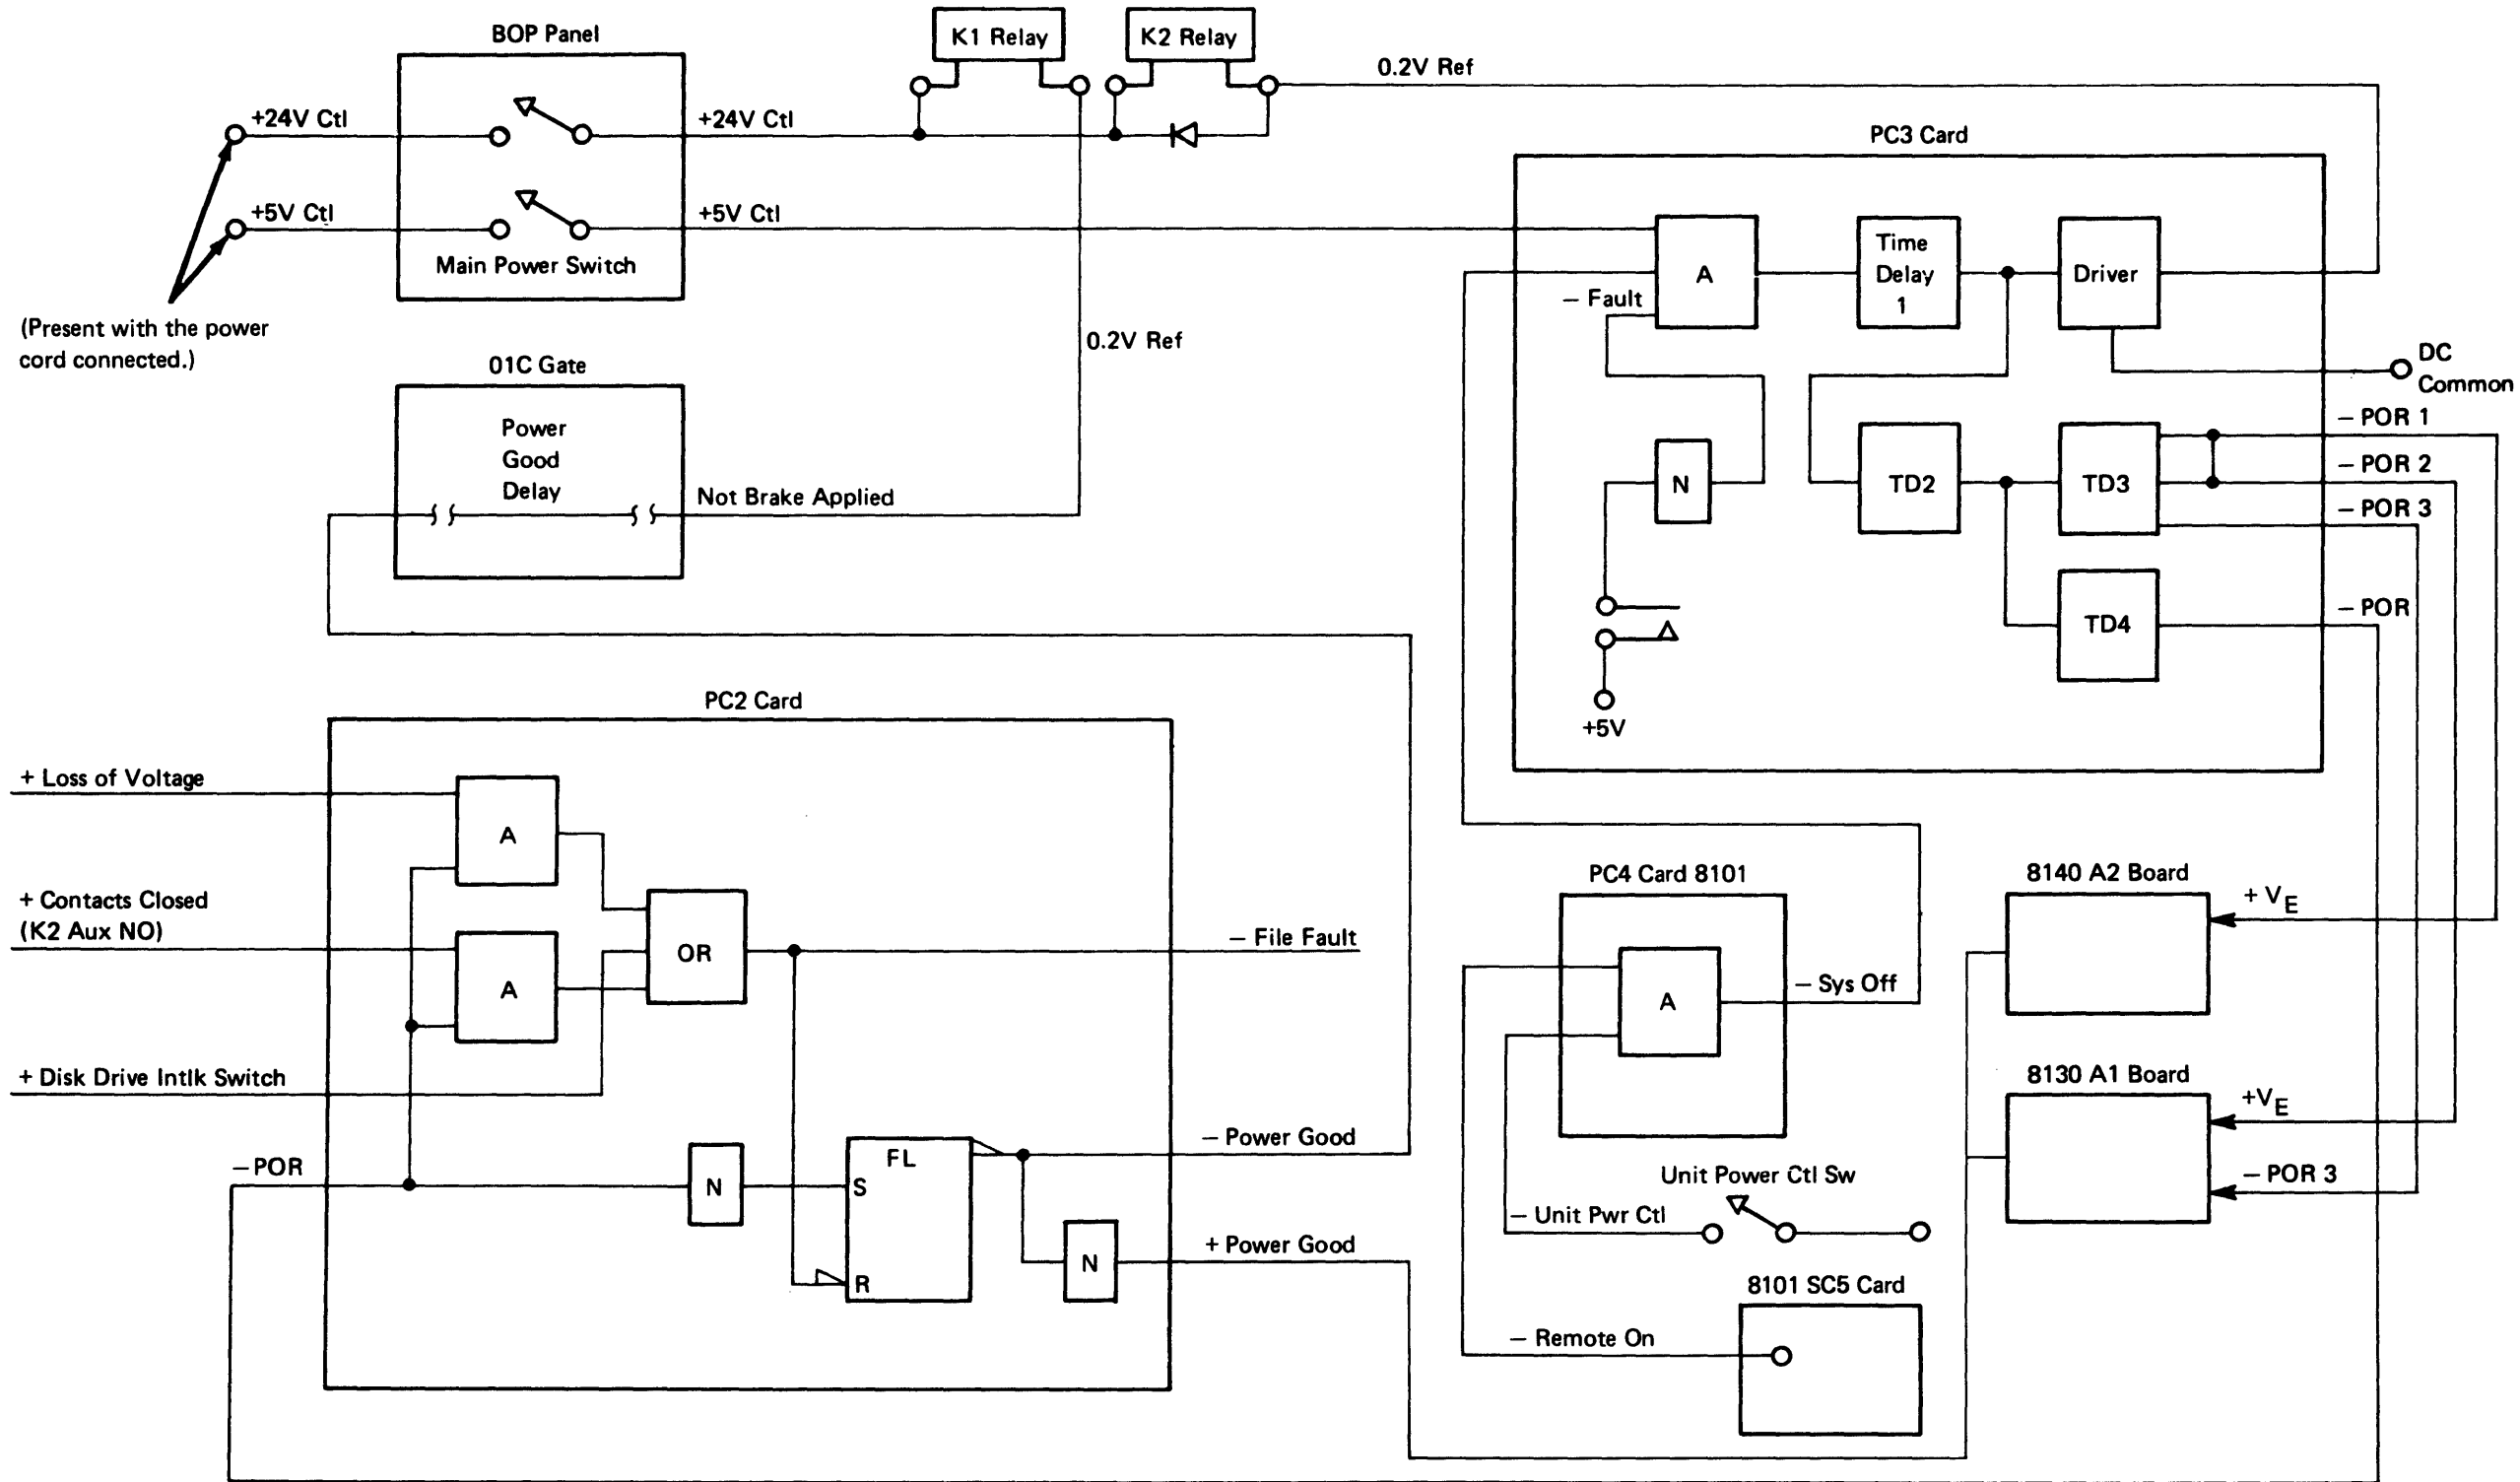 BOP Panel
K1 Relay
K2 Relay
0.2V Ref
+24V Ctl
+24V Ctl
PC3 Card
+5V Ctl
+5V Ctl
Main Power Switch
(Present with the power
cord connected.)
A
Time
Delay
1
Driver
– Fault
0.2V Ref
DC
Common
01C Gate
Power
Good
Delay
Not Brake Applied
N
TD2
TD3
– POR 1
– POR 2
– POR 3
TD4
– POR
+5V
PC2 Card
+ Loss of Voltage
A
+ Contacts Closed
(K2 Aux NO)
A
OR
– File Fault
+ Disk Drive Intlk Switch
– POR
N
FL
S
R
– Power Good
N
+ Power Good
PC4 Card 8101
A
– Sys Off
8140 A2 Board
+ VE
8130 A1 Board
+VE
– POR 3
Unit Power Ctl Sw
– Unit Pwr Ctl
8101 SC5 Card
– Remote On